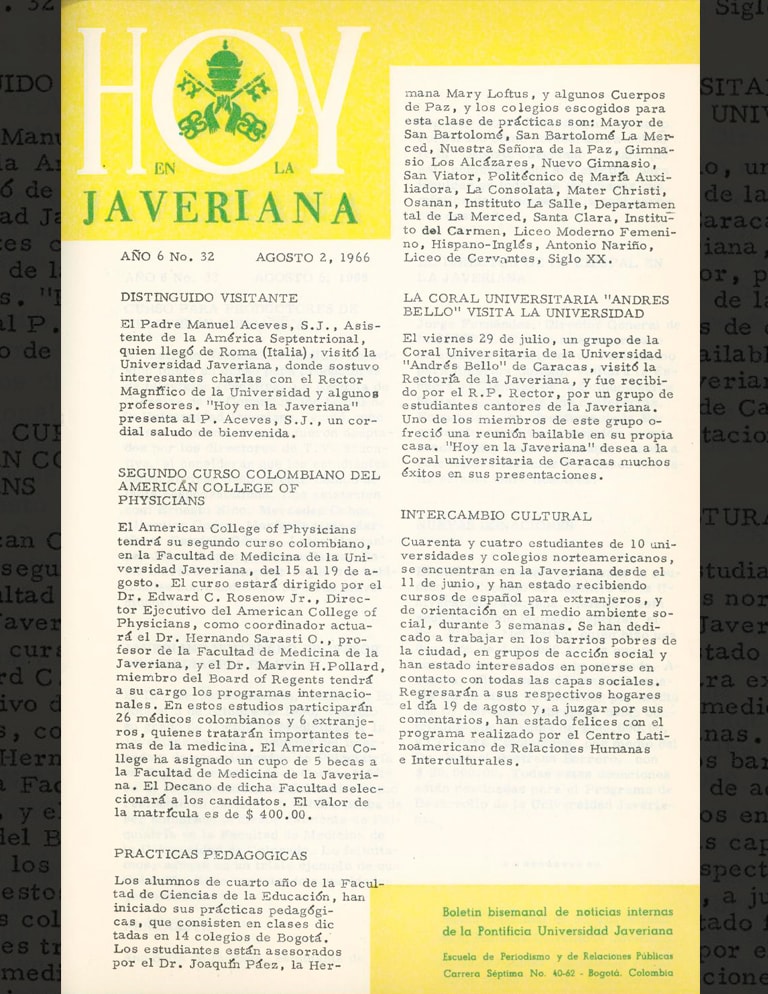 HOY
EN LA
JAVERIANA
AÑO 6 No. 32 AGOSTO 2, 1966
DISTINGUIDO VISITANTE
El Padre Manuel Aceves, S.J., Asis-
tente de la América Septentrional,
quien llegó de Roma (Italia), visitó la
Universidad Javeriana, donde sostuvo
interesantes charlas con el Rector
Magnífico de la Universidad y algunos
profesores. "Hoy en la Javeriana"
presenta al P. Aceves, S.J., un cor-
dial saludo de bienvenida.
SEGUNDO CURSO COLOMBIANO DEL
AMERICAN COLLEGE OF
PHYSICIANS
El American College of Physicians
tendrá su segundo curso colombiano,
en la Facultad de Medicina de la Uni-
versidad Javeriana, del 15 al 19 de a-
gosto. El curso estará dirigido por el
Dr. Edward C. Rosenow Jr., Direc-
tor Ejecutivo del American College of
Physicians, como coordinador actua-
rá el Dr. Hernando Sarasti O., pro-
fesor de la Facultad de Medicina de la
Javeriana, y el Dr. Marvin H.Pollard,
miembro del Board of Regents tendrá
a su cargo los programas internacio-
nales. En estos estudios participarán
26 médicos colombianos y 6 extranje-
ros, quienes tratarán importantes te-
mas de la medicina. El American Co-
llege ha asignado un cupo de 5 becas a
la Facultad de Medicina de la Javeria-
na. El Decano de dicha Facultad selec-
cionará a los candidatos. El valor de
la matrícula es de $ 400.00.
PRACTICAS PEDAGOGICAS
Los alumnos de cuarto año de la Facul-
tad de Ciencias de la Educación, han
iniciado sus prácticas pedagógi-
cas, que consisten en clases dic
tadas en 14 colegios de Bogotá.
Los estudiantes están asesorados
por el Dr. Joaquín Páez, la Her-
mana Mary Loftus, y algunos Cuerpos
de Paz, y los colegios escogidos para
esta clase de prácticas son: Mayor de
San Bartolomé, San Bartolomé La Mer-
ced, Nuestra Señora de la Paz, Gimna-
sio Los Alcázares, Nuevo Gimnasio,
San Viator, Politécnico de María Auxi-
liadora, La Consolata, Mater Christi,
Osanan, Instituto La Salle, Departamen
tal de La Merced, Santa Clara, Institu-
to del Carmen, Liceo Moderno Femeni-
no, Hispano-Inglés, Antonio Nariño,
Liceo de Cervantes, Siglo XX.
LA CORAL UNIVERSITARIA "ANDRES
BELLO" VISITA LA UNIVERSIDAD
El viernes 29 de julio, un grupo de la
Coral Universitaria de la Universidad
"Andrés Bello" de Caracas, visitó la
Rectoría de la Javeriana, y fue recibi-
do por el R.P. Rector, por un grupo de
estudiantes cantores de la Javeriana.
Uno de los miembros de este grupo o-
freció una reunión bailable en su propia
casa. "Hoy en la Javeriana" desea a la
Coral universitaria de Caracas muchos
éxitos en sus presentaciones.
INTERCAMBIO CULTURAL
Cuarenta y cuatro estudiantes de 10 uni-
versidades y colegios norteamericanos,
se encuentran en la Javeriana desde el
11 de junio, y han estado recibiendo
cursos de español para extranjeros, y
de orientación en el medio ambiente so-
cial, durante 3 semanas. Se han dedi-
cado a trabajar en los barrios pobres de
la ciudad, en grupos de acción social y
han estado interesados en ponerse en
contacto con todas las capas sociales.
Regresarán a sus respectivos hogares
el día 19 de agosto y, a juzgar por sus
comentarios, han estado felices con el
programa realizado por el Centro Lati-
noamericano de Relaciones Humanas
e Interculturales.
Boletín bisemanal de noticias internas
de la Pontificia Universidad Javeriana
Escuela de Periodismo y de Relaciones Públicas
Carrera Séptima No. 40-62 - Bogotá. Colombia